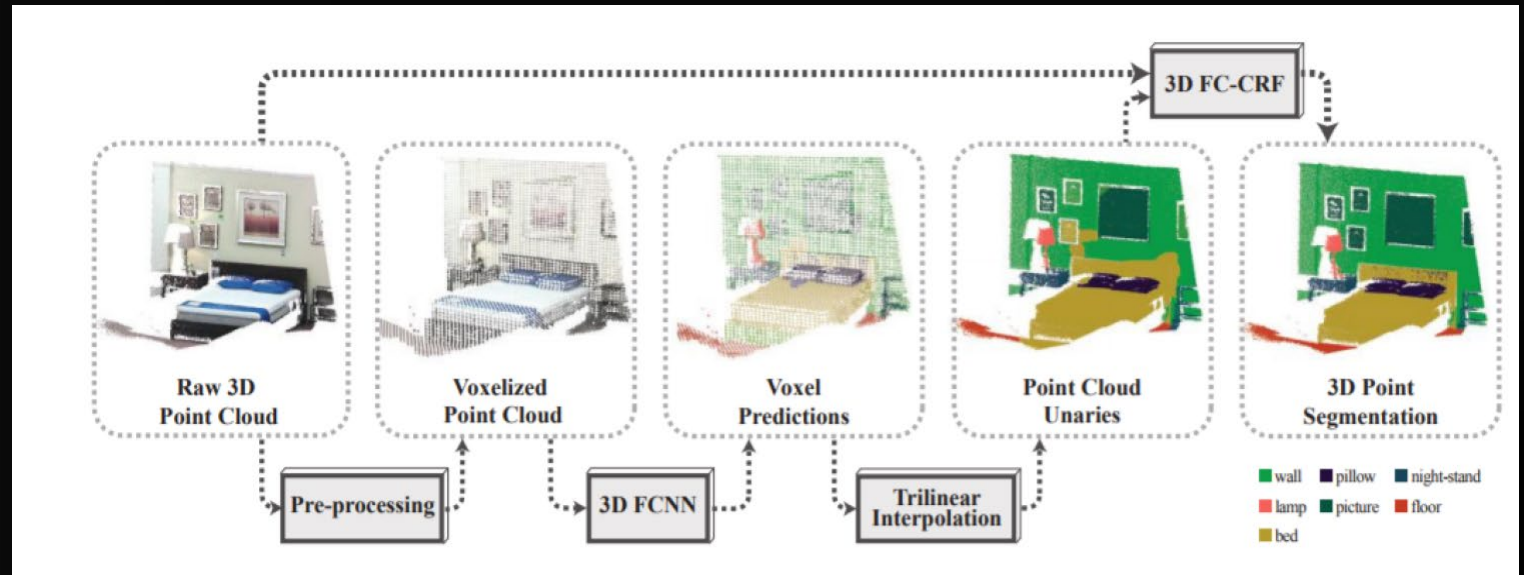 3D FC-CRF
Raw 3D
Point Cloud
Voxelized
Point Cloud
Voxel
Predictions
Point Cloud
Unaries
3D Point
Segmentation
Pre-processing
3D FCNN
Trilinear
Interpolation
wall pillow night-stand
lamp picture floor
bed